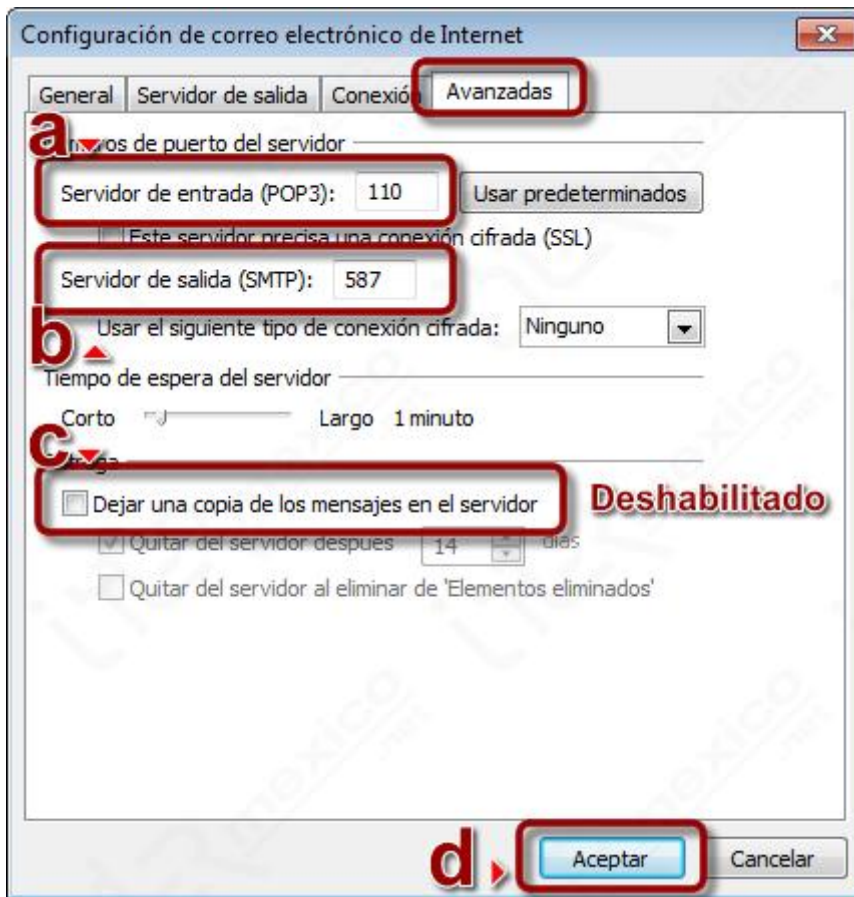 Configuración de correo electrónico de Internet
General Servidor de salida Conexión Avanzadas
a
de puerto del servidor
Servidor de entrada (POP3): 110 Usar predeterminados
Este servidor precisa una conexión cifrada (SSL)
Servidor de salida (SMTP): 587
Usar el siguiente tipo de conexión cifrada: Ninguno
b
Tiempo de espera del servidor
Corto Largo 1 minuto
c
Dejar una copia de los mensajes en el servidor Deshabilitado
Quitar del servidor después 14 días
Quitar del servidor al eliminar de 'Elementos eliminados'
d Aceptar Cancelar